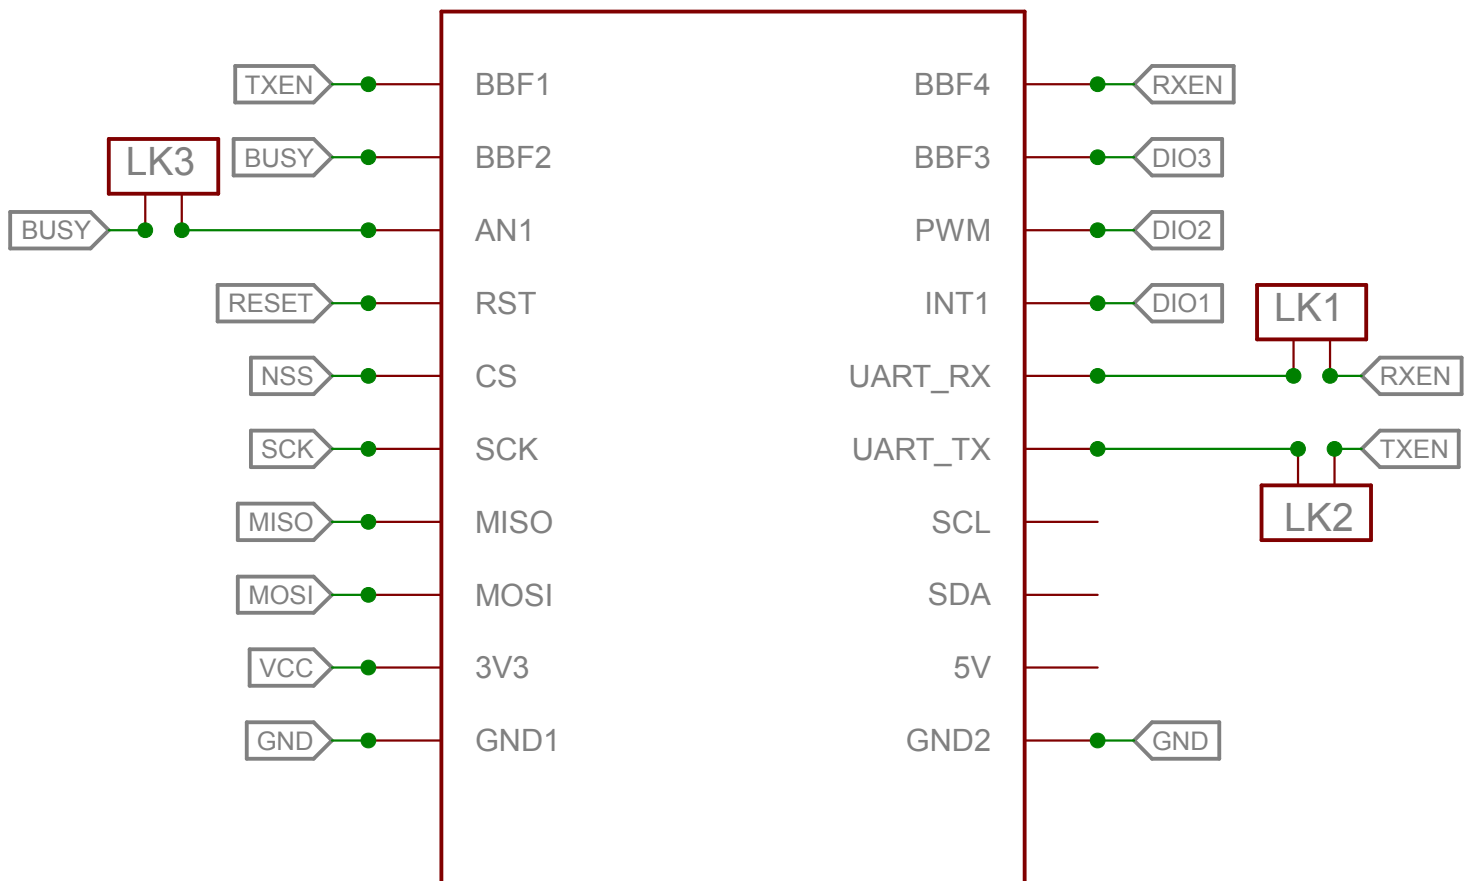 TXEN BBF1 BBF4 RXEN
LK3 BUSY BBF2 BBF3 DIO3
BUSY AN1 PWM DIO2
RESET RST INT1 DIO1 LK1
NSS CS UART_RX RXEN
SCK SCK UART_TX TXEN
MISO MISO SCL LK2
MOSI MOSI SDA
VCC 3V3 5V
GND GND1 GND2 GND